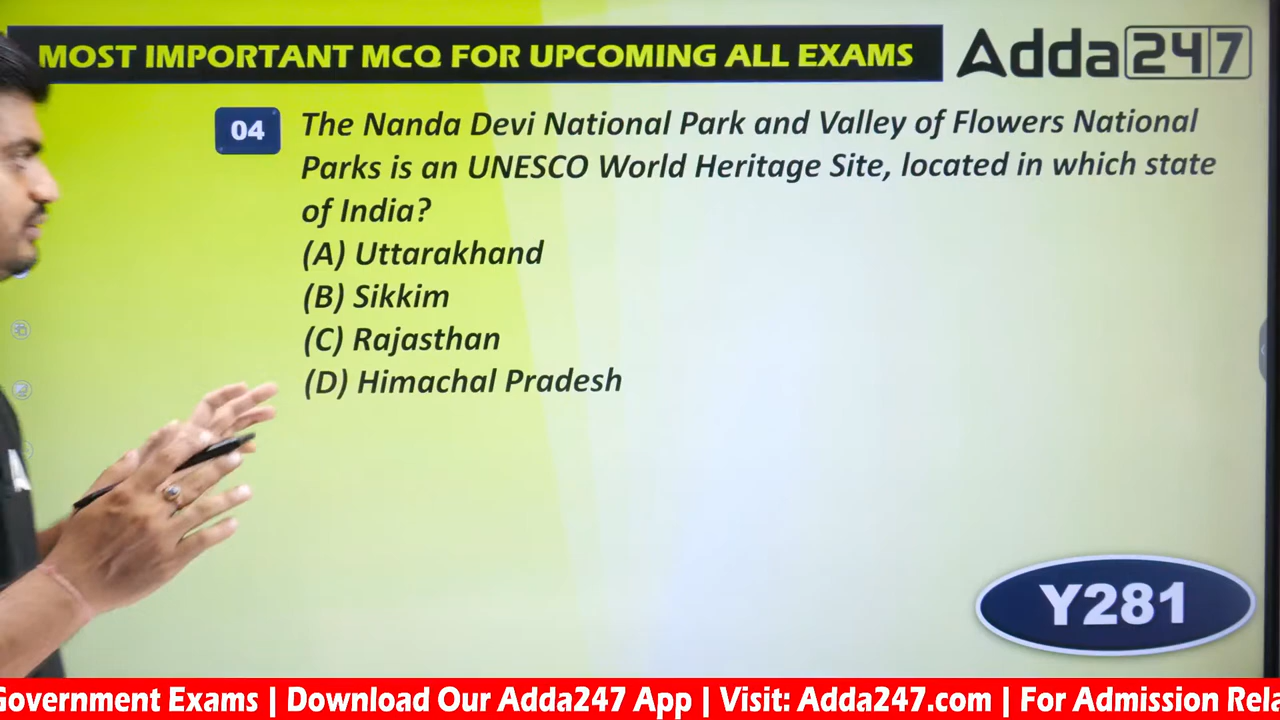 MOST IMPORTANT MCQ FOR UPCOMING ALL EXAMS
Adda247
04
The Nanda Devi National Park and Valley of Flowers National
Parks is an UNESCO World Heritage Site, located in which state
of India?
(A) Uttarakhand
(B) Sikkim
(C) Rajasthan
(D) Himachal Pradesh
Y281
Government Exams | Download Our Adda247 App | Visit: Adda247.com | For Admission Rela